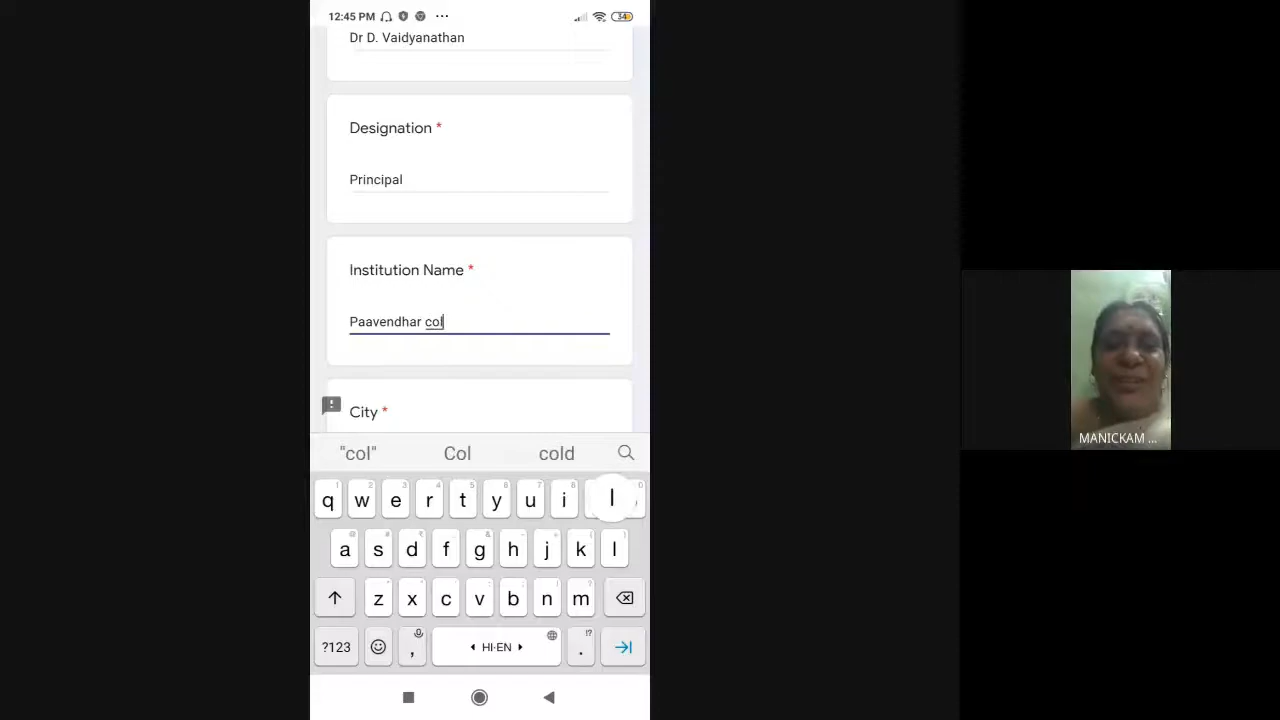 12:45 PM ... 34
Dr D. Vaidyanathan
Designation *
Principal
Institution Name *
Paavendhar col
City *
"col" Col cold
q w e r t y u i l
a s d f g h j k l
z x c v b n m
?123 , HI·EN .
MANICKAM ...